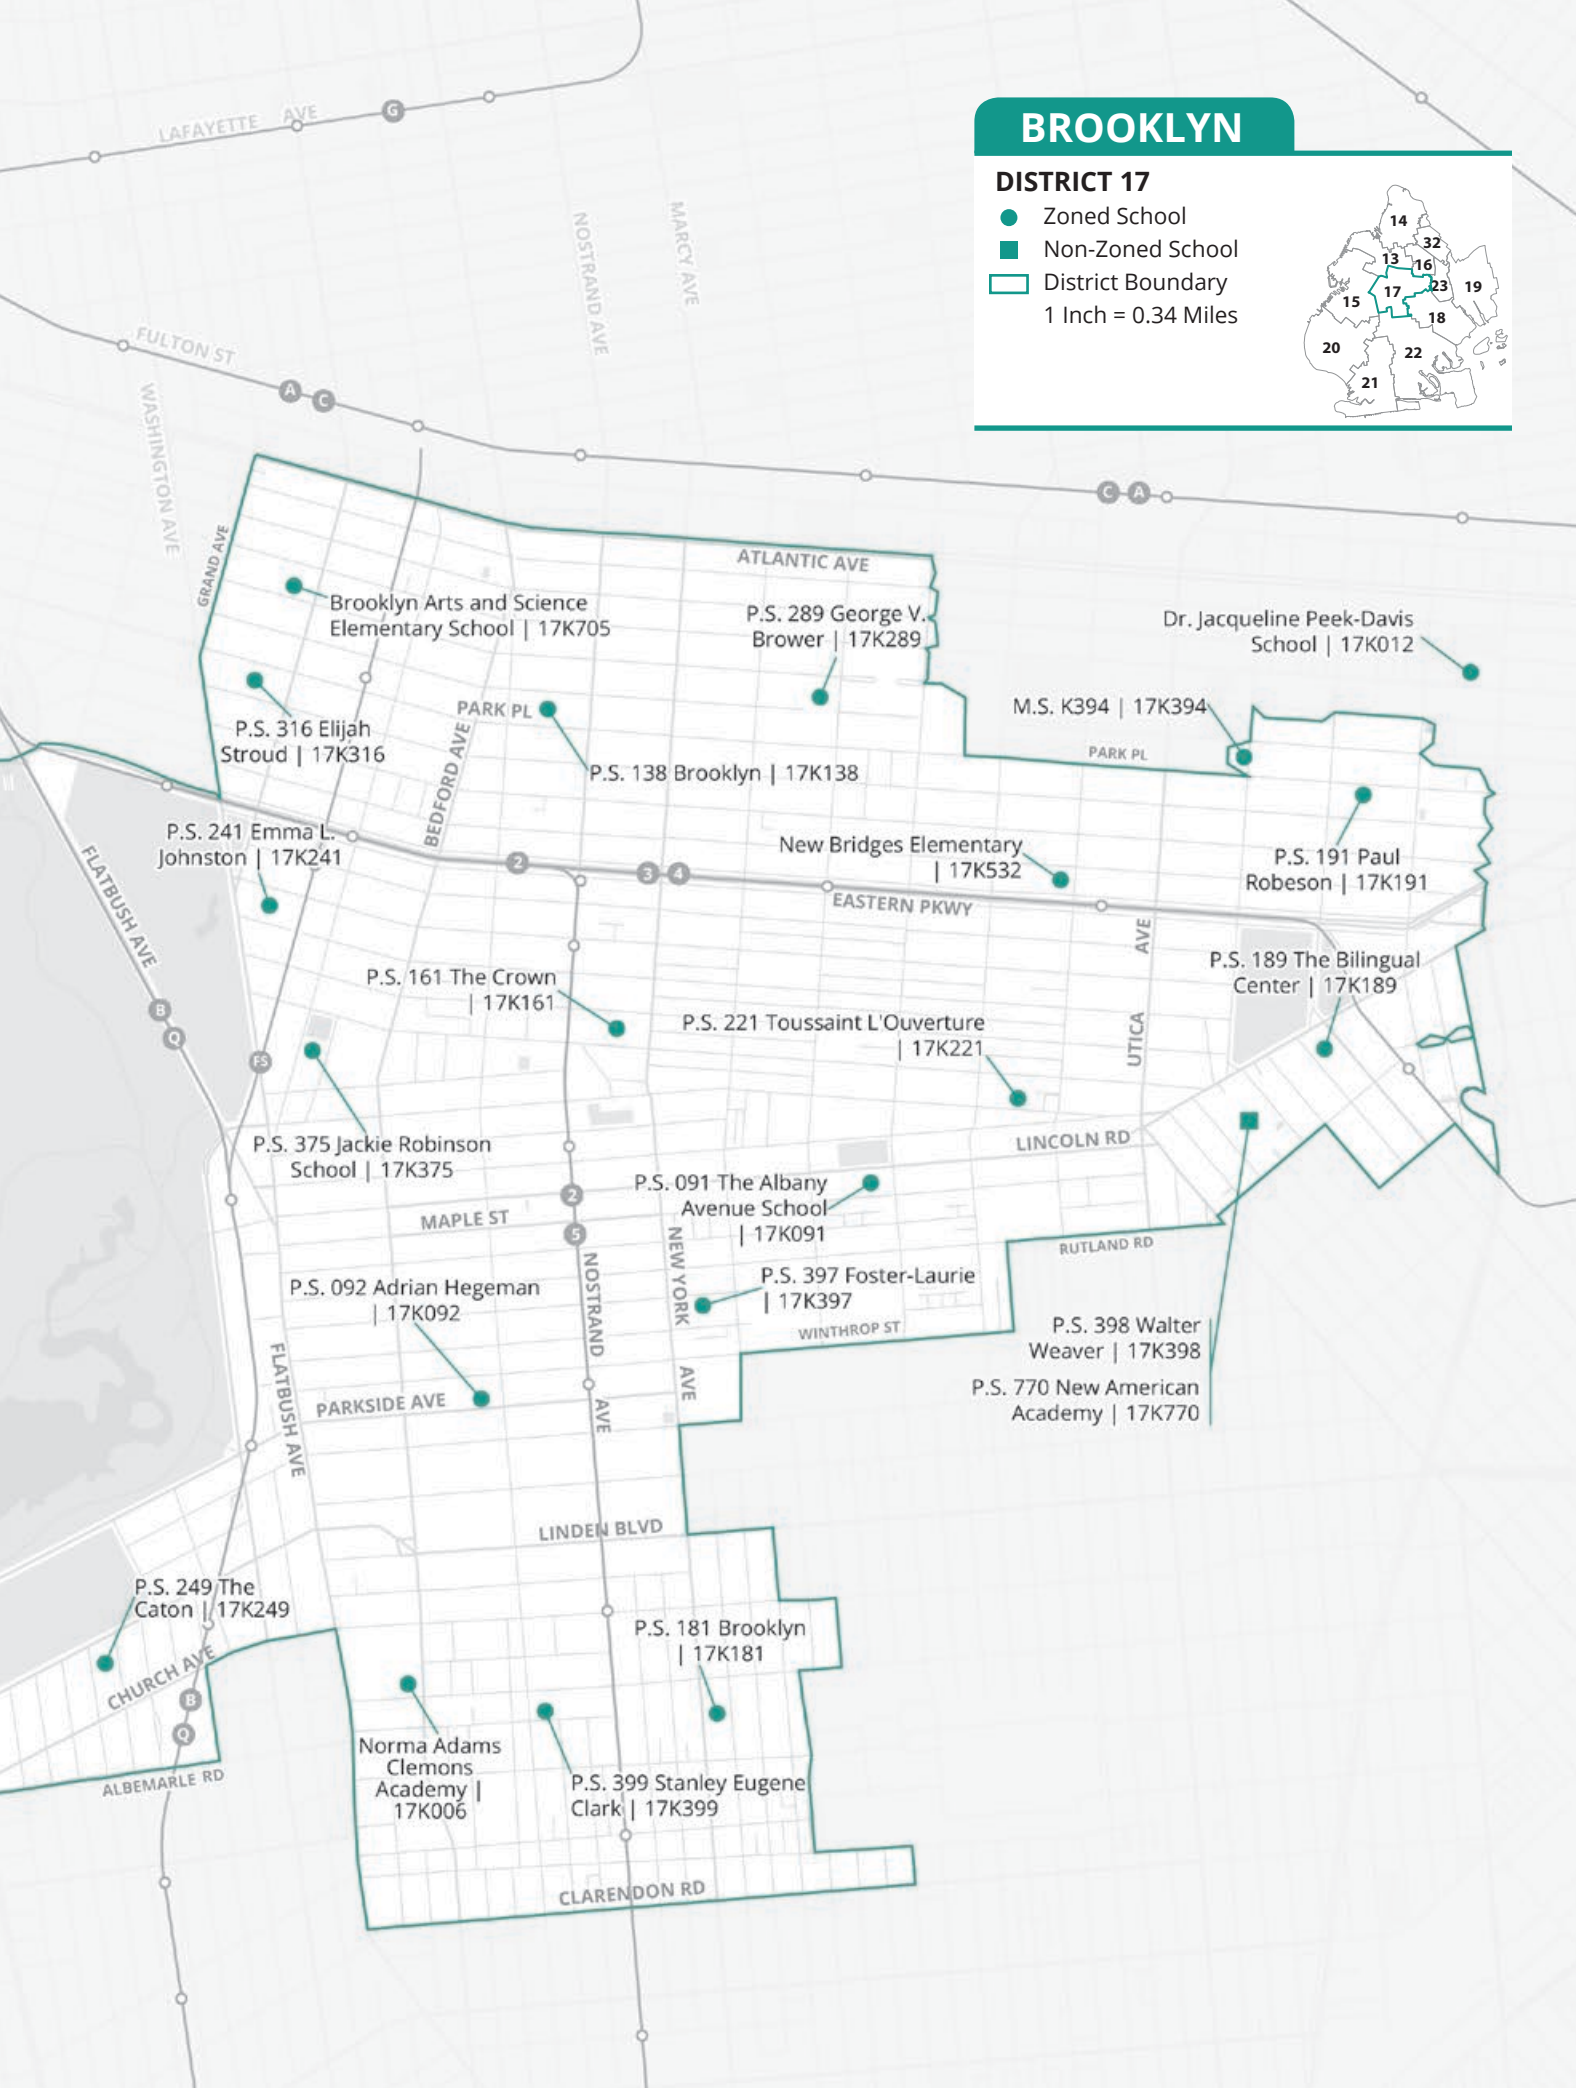 LAFAYETTE AVE
G
NOSTRAND AVE
MARCY AVE
BROOKLYN
DISTRICT 17
Zoned School
Non-Zoned School
District Boundary
1 Inch = 0.34 Miles
14
32
13
16
17
23
19
15
18
20
22
21
FULTON ST
A
C
WASHINGTON AVE
C
A
GRAND AVE
ATLANTIC AVE
Brooklyn Arts and Science
Elementary School | 17K705
P.S. 289 George V.
Brower | 17K289
Dr. Jacqueline Peek-Davis
School | 17K012
P.S. 316 Elijah
Stroud | 17K316
PARK PL
BEDFORD AVE
P.S. 138 Brooklyn | 17K138
M.S. K394 | 17K394
PARK PL
P.S. 241 Emma L.
Johnston | 17K241
2
3
4
New Bridges Elementary
| 17K532
EASTERN PKWY
P.S. 191 Paul
Robeson | 17K191
FLATBUSH AVE
B
Q
FS
P.S. 161 The Crown
| 17K161
P.S. 221 Toussaint L'Ouverture
| 17K221
UTICA AVE
P.S. 189 The Bilingual
Center | 17K189
P.S. 375 Jackie Robinson
School | 17K375
LINCOLN RD
MAPLE ST
2
5
P.S. 091 The Albany
Avenue School
| 17K091
RUTLAND RD
P.S. 092 Adrian Hegeman
| 17K092
NOSTRAND AVE
NEW YORK AVE
P.S. 397 Foster-Laurie
| 17K397
WINTHROP ST
P.S. 398 Walter
Weaver | 17K398
P.S. 770 New American
Academy | 17K770
FLATBUSH AVE
PARKSIDE AVE
LINDEN BLVD
P.S. 249 The
Caton | 17K249
CHURCH AVE
B
Q
ALBEMARLE RD
P.S. 181 Brooklyn
| 17K181
Norma Adams
Clemons
Academy |
17K006
P.S. 399 Stanley Eugene
Clark | 17K399
CLARENDON RD